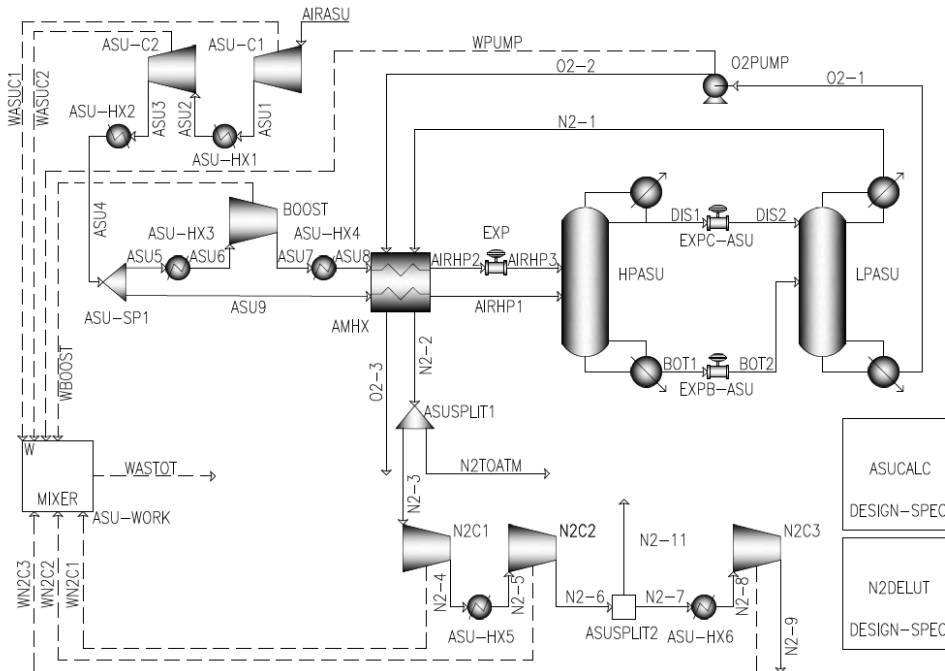 AIRASU
ASU-C2
ASU-C1
WPUMP
O2-2
O2PUMP
O2-1
WASUC1
WASUC2
ASU-HX2
ASU3
ASU2
ASU1
ASU-HX1
N2-1
ASU4
BOOST
ASU-HX3
ASU-HX4
ASU5
ASU6
ASU7
ASU8
EXP
AIRHP2
AIRHP3
DIS1
DIS2
EXPC-ASU
HPASU
LPASU
ASU9
ASU-SP1
AMHX
AIRHP1
WBOOST
O2-3
N2-2
BOT1
BOT2
EXPB-ASU
ASUSPLIT1
N2TOATM
N2-3
W
WASTOT
MIXER
ASU-WORK
ASUCALC
DESIGN-SPEC
N2C1
N2C2
N2-11
N2C3
WN2C3
WN2C2
WN2C1
N2-4
N2-5
N2-6
N2-7
N2-8
ASU-HX5
ASUSPLIT2
ASU-HX6
N2-9
N2DELUT
DESIGN-SPEC